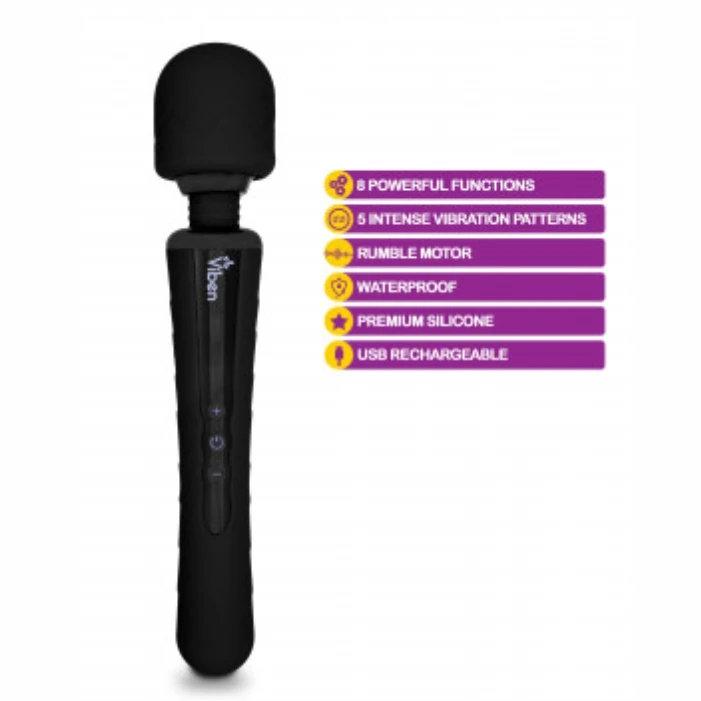 Viben
8 POWERFUL FUNCTIONS
5 INTENSE VIBRATION PATTERNS
RUMBLE MOTOR
WATERPROOF
PREMIUM SILICONE
USB RECHARGEABLE